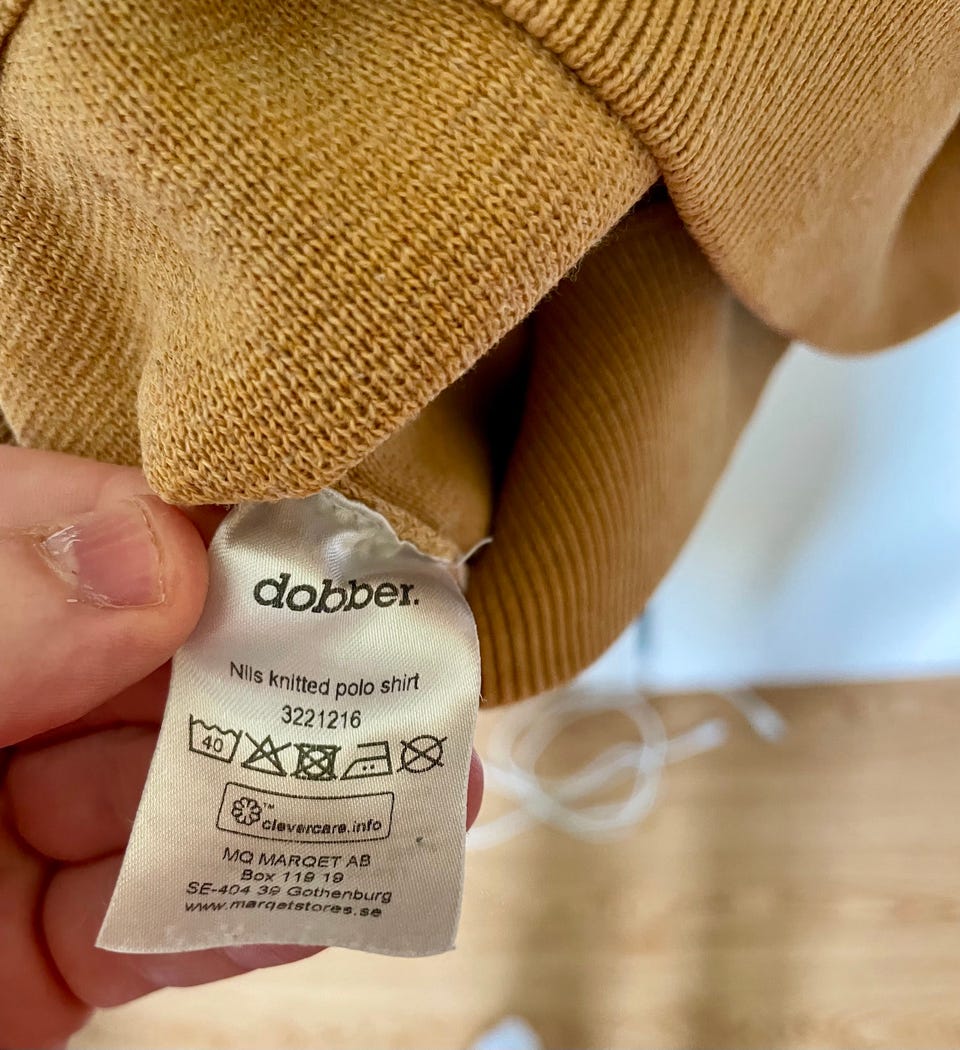 dobber.
Nils knitted polo shirt
3221216
40
clevercare.info
MQ MARQET AB
Box 119 19
SE-404 39 Gothenburg
www.marqetstores.se